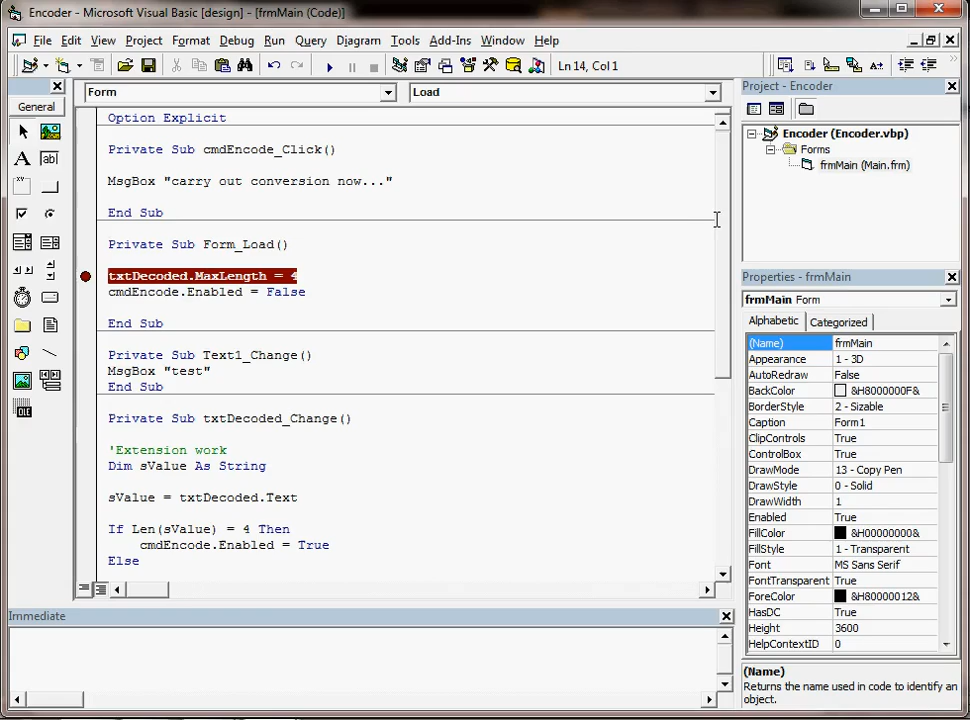 Encoder - Microsoft Visual Basic [design] - [frmMain (Code)]
File Edit View Project Format Debug Run Query Diagram Tools Add-Ins Window Help
Ln 14, Col 1
General
Form
Load
Option Explicit
Private Sub cmdEncode_Click()
MsgBox "carry out conversion now..."
End Sub
Private Sub Form_Load()
txtDecoded.MaxLength = 4
cmdEncode.Enabled = False
End Sub
Private Sub Text1_Change()
MsgBox "test"
End Sub
Private Sub txtDecoded_Change()
'Extension work
Dim sValue As String
sValue = txtDecoded.Text
If Len(sValue) = 4 Then
cmdEncode.Enabled = True
Else
Immediate
Project - Encoder
Encoder (Encoder.vbp)
Forms
frmMain (Main.frm)
Properties - frmMain
frmMain Form
Alphabetic Categorized
(Name) frmMain
Appearance 1 - 3D
AutoRedraw False
BackColor &H8000000F&
BorderStyle 2 - Sizable
Caption Form1
ClipControls True
ControlBox True
DrawMode 13 - Copy Pen
DrawStyle 0 - Solid
DrawWidth 1
Enabled True
FillColor &H00000000&
FillStyle 1 - Transparent
Font MS Sans Serif
FontTransparent True
ForeColor &H80000012&
HasDC True
Height 3600
HelpContextID 0
(Name)
Returns the name used in code to identify an
object.